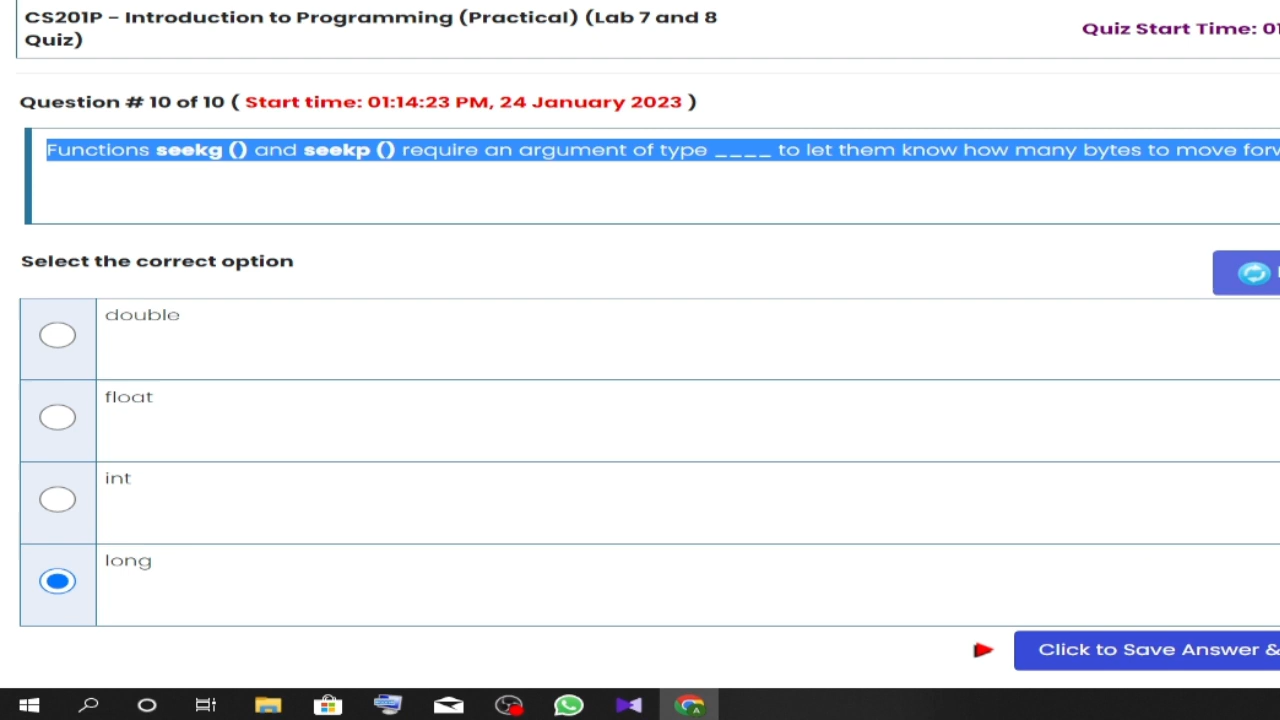 CS201P – Introduction to Programming (Practical) (Lab 7 and 8
Quiz)
Quiz Start Time:
Question # 10 of 10 ( Start time: 01:14:23 PM, 24 January 2023 )
Functions seekg () and seekp () require an argument of type ____ to let them know how many bytes to move
Select the correct option
double
float
int
long
Click to Save Answer &